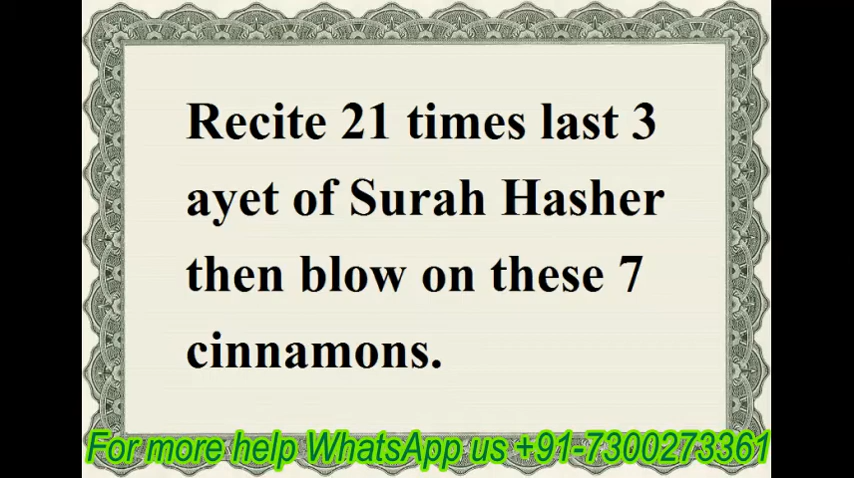 Recite 21 times last 3
ayet of Surah Hasher
then blow on these 7
cinnamons.
For more help WhatsApp us +91-7300273361